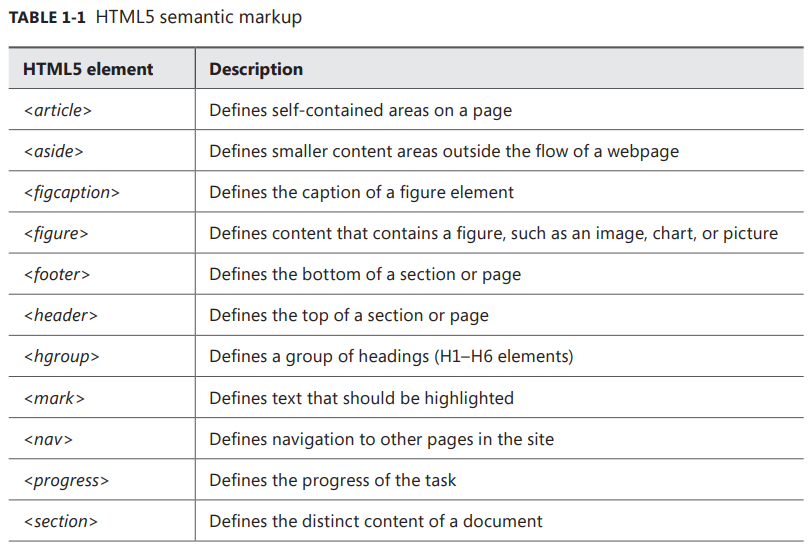 TABLE 1-1 HTML5 semantic markup
HTML5 element Description
<article> Defines self-contained areas on a page
<aside> Defines smaller content areas outside the flow of a webpage
<figcaption> Defines the caption of a figure element
<figure> Defines content that contains a figure, such as an image, chart, or picture
<footer> Defines the bottom of a section or page
<header> Defines the top of a section or page
<hgroup> Defines a group of headings (H1–H6 elements)
<mark> Defines text that should be highlighted
<nav> Defines navigation to other pages in the site
<progress> Defines the progress of the task
<section> Defines the distinct content of a document